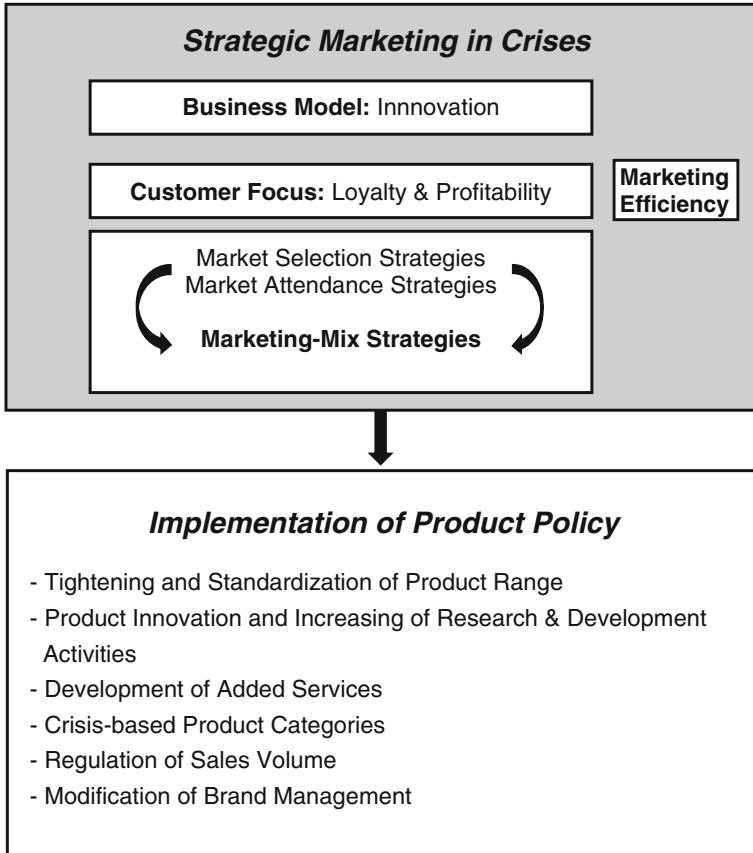 Strategic Marketing in Crises
Business Model: Innnovation
Customer Focus: Loyalty & Profitability
Marketing
Efficiency
Market Selection Strategies
Market Attendance Strategies
Marketing-Mix Strategies
Implementation of Product Policy
- Tightening and Standardization of Product Range
- Product Innovation and Increasing of Research & Development
Activities
- Development of Added Services
- Crisis-based Product Categories
- Regulation of Sales Volume
- Modification of Brand Management